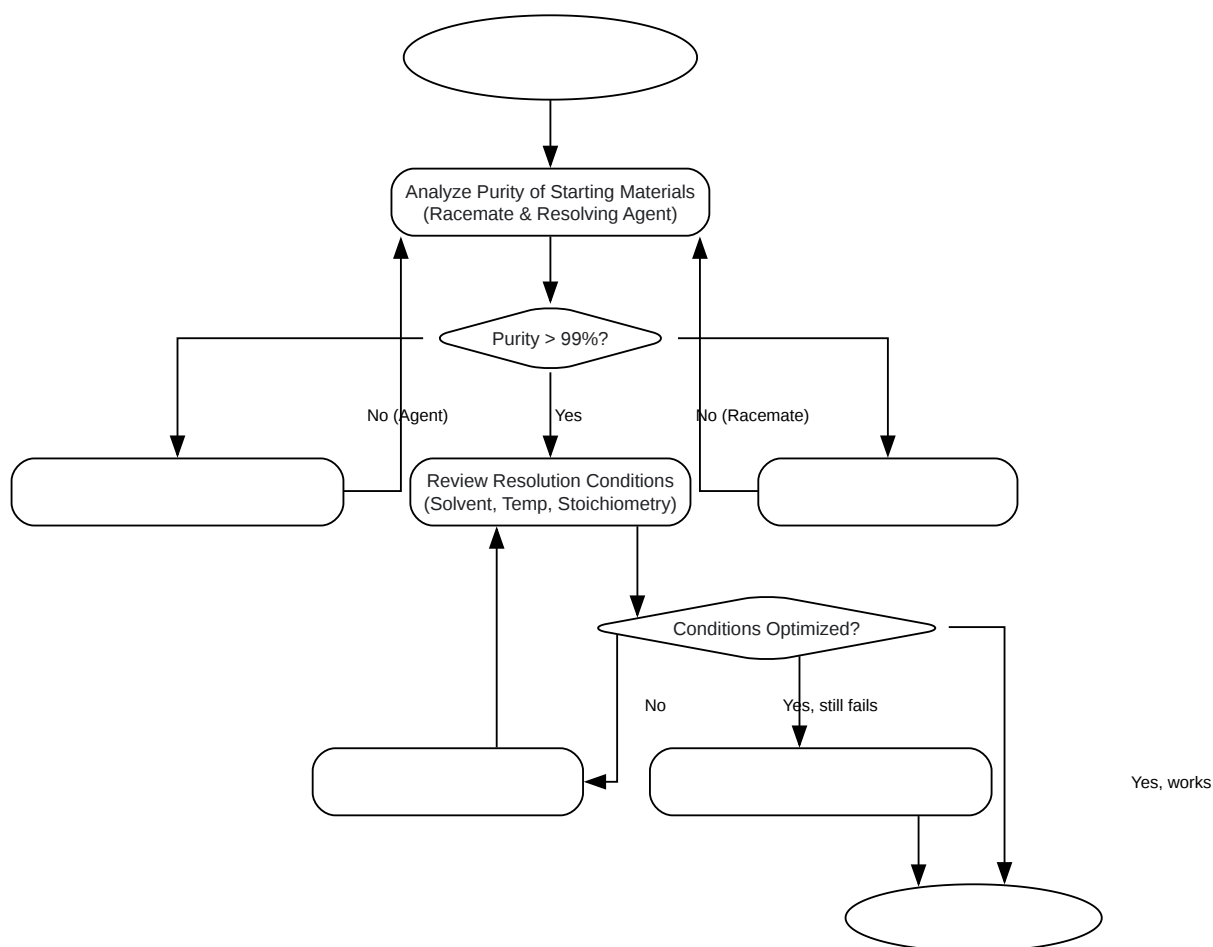 Analyze Purity of Starting Materials
(Racemate & Resolving Agent)
Purity > 99%?
No (Agent)
Yes
No (Racemate)
Review Resolution Conditions
(Solvent, Temp, Stoichiometry)
Conditions Optimized?
No
Yes, still fails
Yes, works